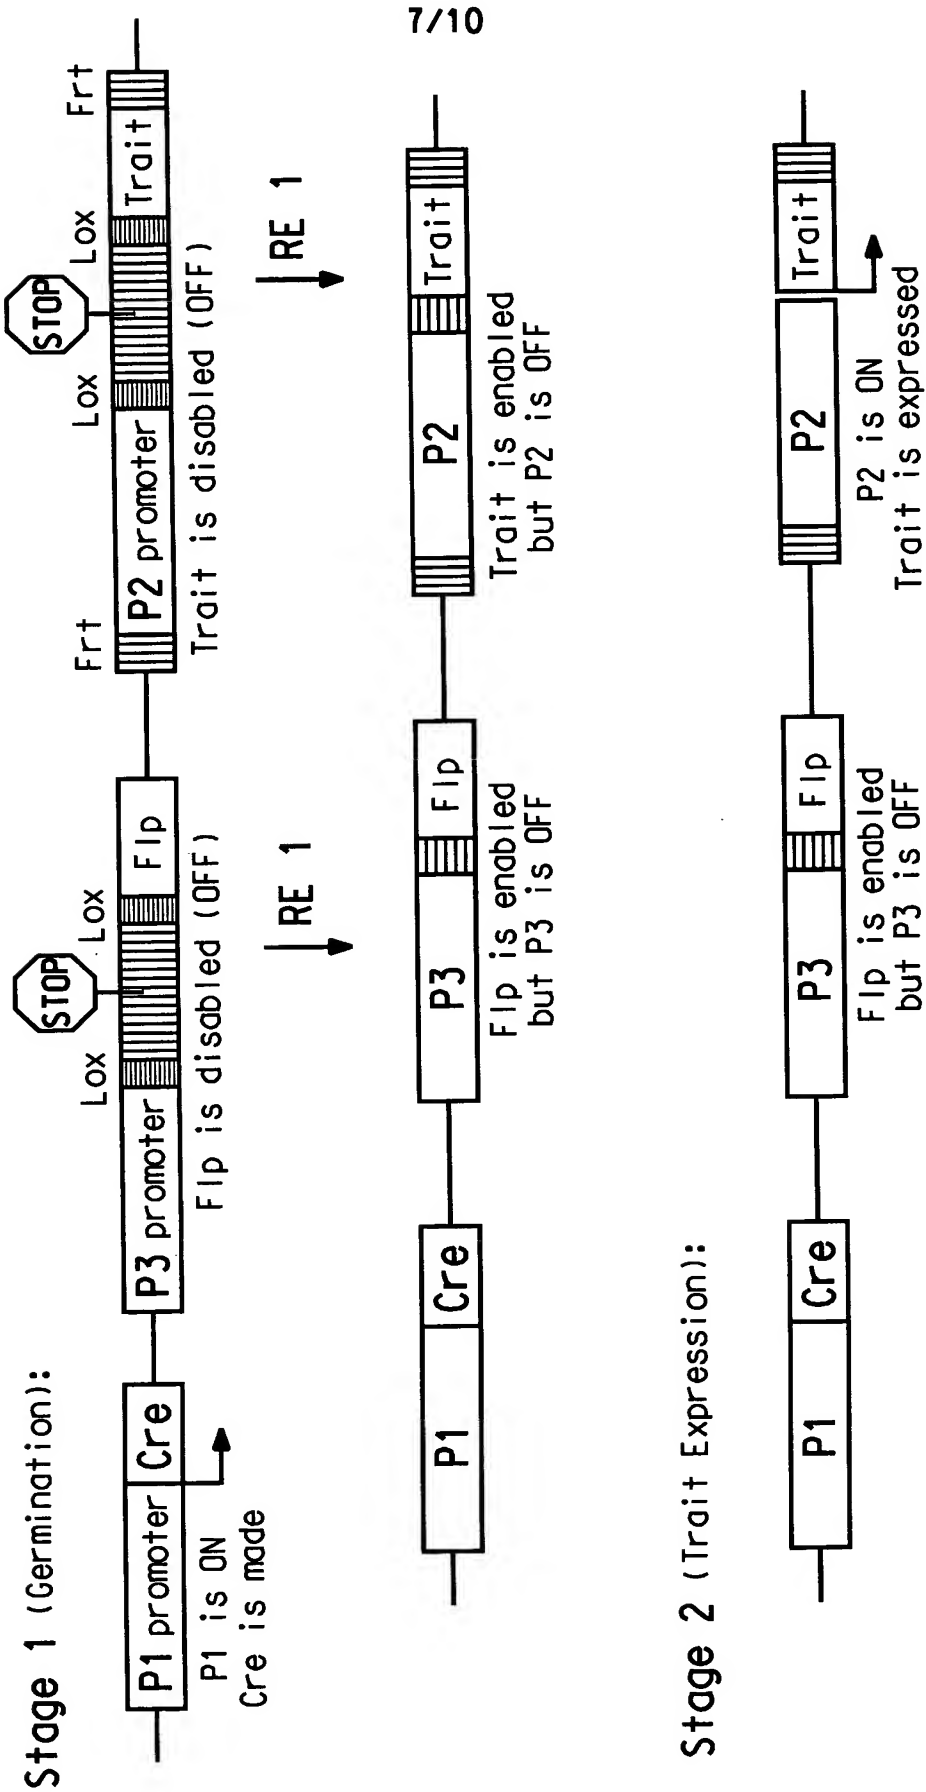 7/10
Stage 1 (Germination):
STOP
STOP
Lox
Lox
Frt
Lox
Lox
Frt
P1 promoter
Cre
P3 promoter
Flp
P2 promoter
Trait
P1 is ON
Cre is made
Flp is disabled (OFF)
Trait is disabled (OFF)
RE 1
RE 1
P1
Cre
P3
Flp
P2
Trait
Flp is enabled
but P3 is OFF
Trait is enabled
but P2 is OFF
Stage 2 (Trait Expression):
P1
Cre
P3
Flp
P2
Trait
Flp is enabled
but P3 is OFF
P2 is ON
Trait is expressed